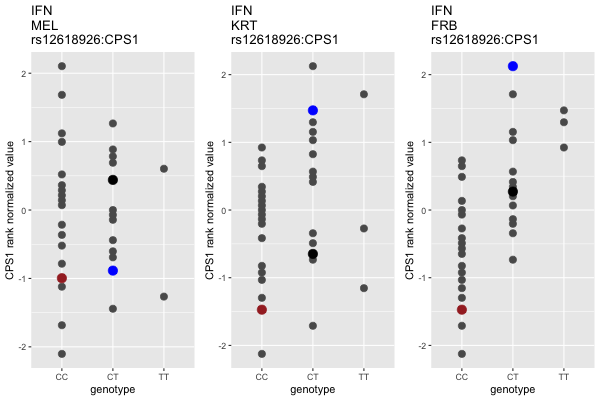 IFN
MEL
rs12618926:CPS1
CPS1 rank normalized value
2
1
0
-1
-2
CC CT TT
genotype
IFN
KRT
rs12618926:CPS1
CPS1 rank normalized value
2
1
0
-1
-2
CC CT TT
genotype
IFN
FRB
rs12618926:CPS1
CPS1 rank normalized value
2
1
0
-1
-2
CC CT TT
genotype